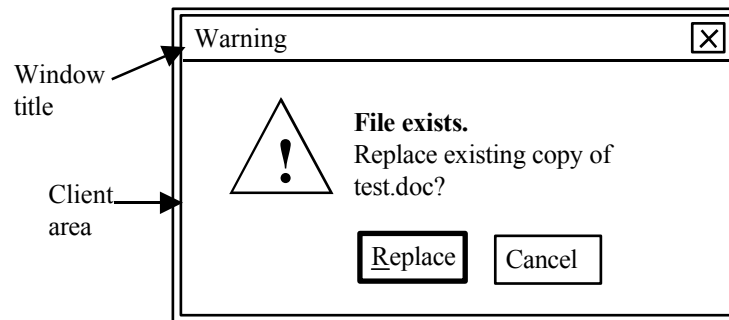 Warning
Window
title
File exists.
Replace existing copy of
test.doc?
!
Client
area
Replace
Cancel